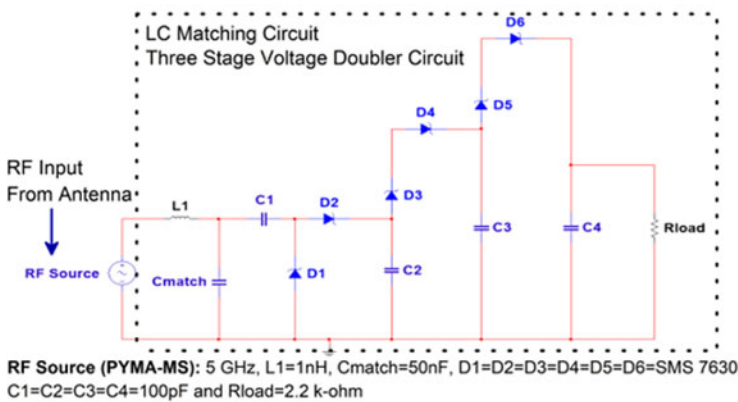 LC Matching Circuit
Three Stage Voltage Doubler Circuit
D6
D5
D4
RF Input
From Antenna
L1
C1
D2
D3
C3
C4
Rload
RF Source
Cmatch
D1
C2
RF Source (PYMA-MS): 5 GHz, L1=1nH, Cmatch=50nF, D1=D2=D3=D4=D5=D6=SMS 7630
C1=C2=C3=C4=100pF and Rload=2.2 k-ohm